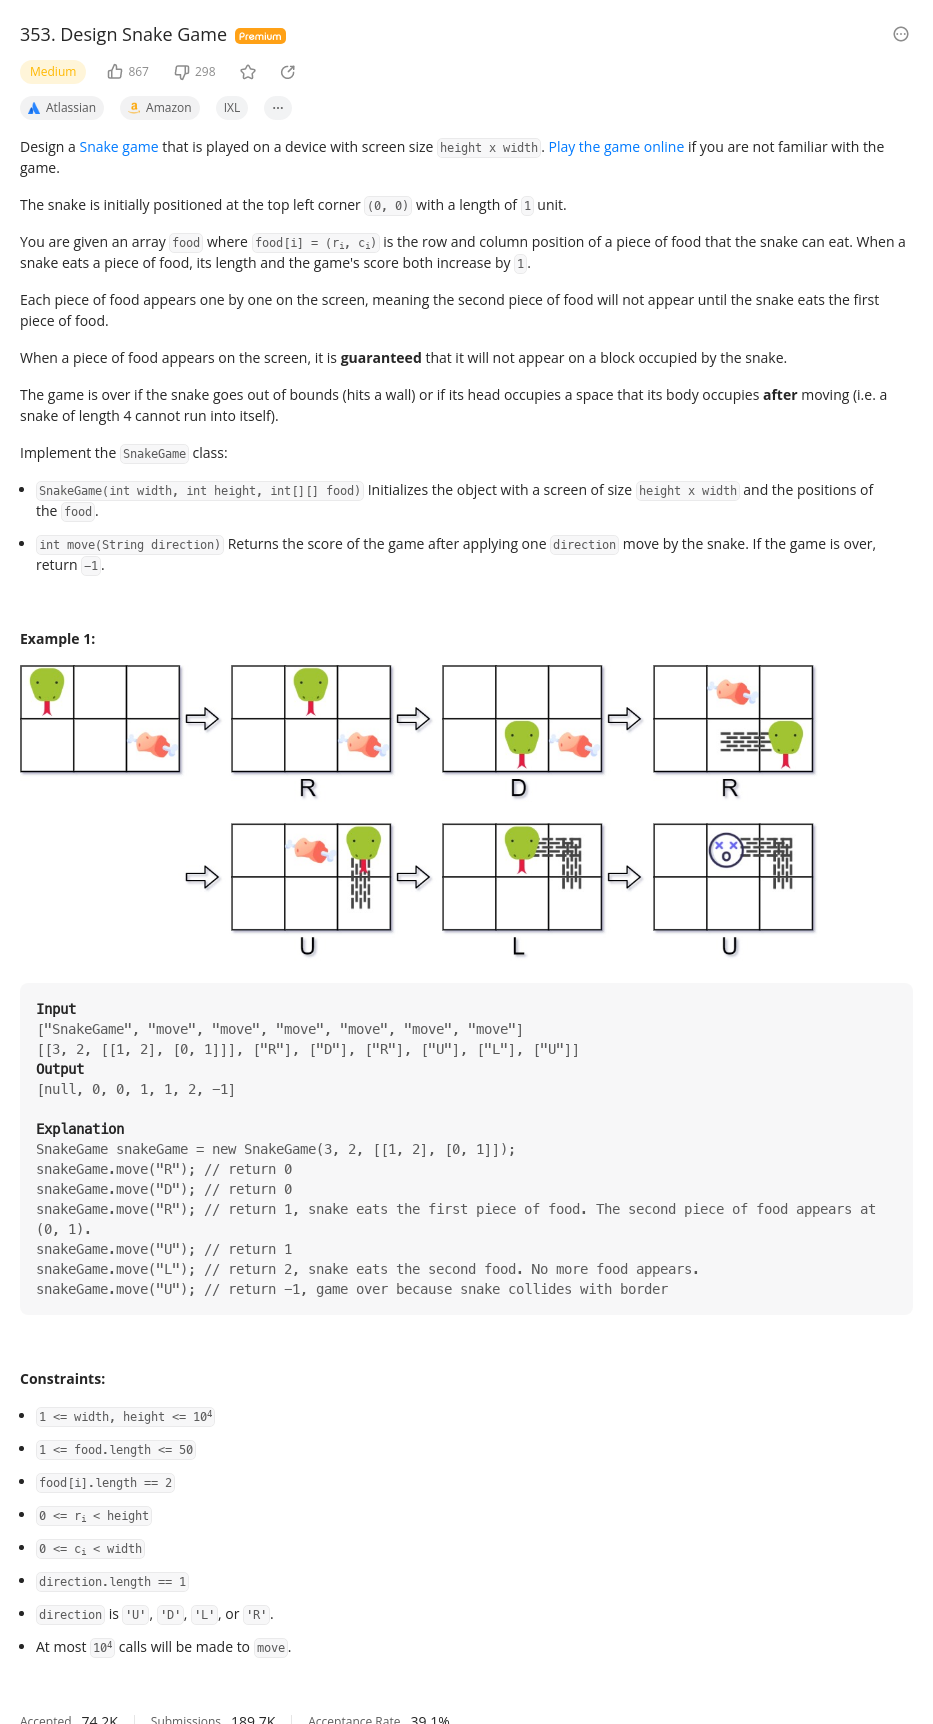 353. Design Snake Game Premium
Medium 867 298
Atlassian Amazon IXL ...
Design a Snake game that is played on a device with screen size height x width. Play the game online if you are not familiar with the
game.
The snake is initially positioned at the top left corner (0, 0) with a length of 1 unit.
You are given an array food where food[i] = (rᵢ, cᵢ) is the row and column position of a piece of food that the snake can eat. When a
snake eats a piece of food, its length and the game's score both increase by 1.
Each piece of food appears one by one on the screen, meaning the second piece of food will not appear until the snake eats the first
piece of food.
When a piece of food appears on the screen, it is guaranteed that it will not appear on a block occupied by the snake.
The game is over if the snake goes out of bounds (hits a wall) or if its head occupies a space that its body occupies after moving (i.e. a
snake of length 4 cannot run into itself).
Implement the SnakeGame class:
• SnakeGame(int width, int height, int[][] food) Initializes the object with a screen of size height x width and the positions of
the food.
• int move(String direction) Returns the score of the game after applying one direction move by the snake. If the game is over,
return -1.
Example 1:
R D R
U L U
Input
["SnakeGame", "move", "move", "move", "move", "move", "move"]
[[3, 2, [[1, 2], [0, 1]]], ["R"], ["D"], ["R"], ["U"], ["L"], ["U"]]
Output
[null, 0, 0, 1, 1, 2, -1]
Explanation
SnakeGame snakeGame = new SnakeGame(3, 2, [[1, 2], [0, 1]]);
snakeGame.move("R"); // return 0
snakeGame.move("D"); // return 0
snakeGame.move("R"); // return 1, snake eats the first piece of food. The second piece of food appears at
(0, 1).
snakeGame.move("U"); // return 1
snakeGame.move("L"); // return 2, snake eats the second food. No more food appears.
snakeGame.move("U"); // return -1, game over because snake collides with border
Constraints:
• 1 <= width, height <= 10⁴
• 1 <= food.length <= 50
• food[i].length == 2
• 0 <= rᵢ < height
• 0 <= cᵢ < width
• direction.length == 1
• direction is 'U', 'D', 'L', or 'R'.
• At most 10⁴ calls will be made to move.
Accepted 74.2K Submissions 189.7K Acceptance Rate 39.1%